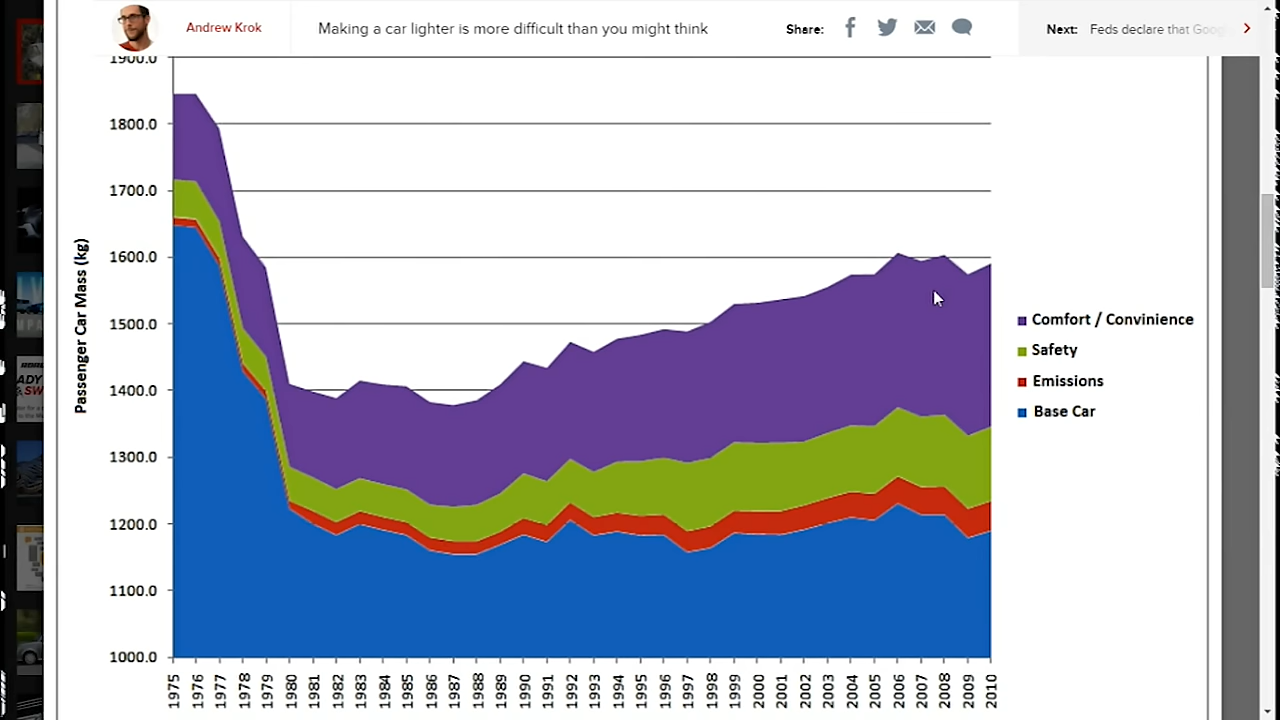 Andrew Krok
Making a car lighter is more difficult than you might think
Share:
Next: Feds declare that Goog
1900.0
1800.0
1700.0
1600.0
1500.0
1400.0
1300.0
1200.0
1100.0
1000.0
Passenger Car Mass (kg)
Comfort / Convinience
Safety
Emissions
Base Car
1975 1976 1977 1978 1979 1980 1981 1982 1983 1984 1985 1986 1987 1988 1989 1990 1991 1992 1993 1994 1995 1996 1997 1998 1999 2000 2001 2002 2003 2004 2005 2006 2007 2008 2009 2010